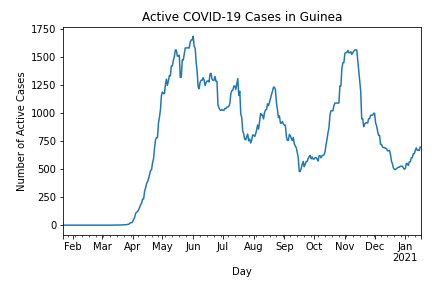 Active COVID-19 Cases in Guinea
Number of Active Cases
1750
1500
1250
1000
750
500
250
0
Feb Mar Apr May Jun Jul Aug Sep Oct Nov Dec Jan
2021
Day